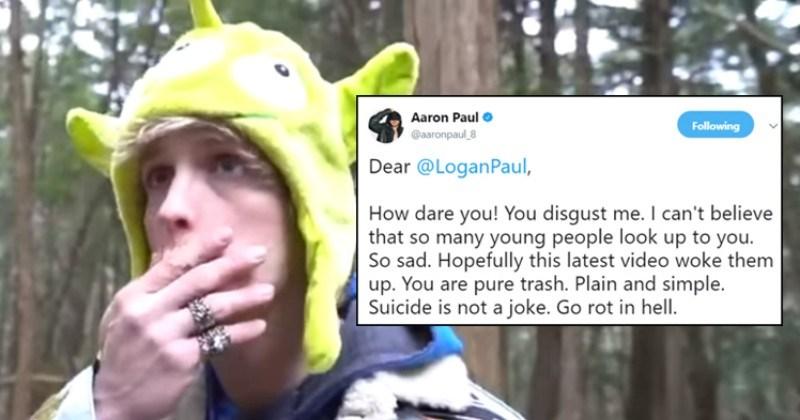 Aaron Paul
@aaronpaul_8
Following
Dear @LoganPaul,
How dare you! You disgust me. I can't believe
that so many young people look up to you.
So sad. Hopefully this latest video woke them
up. You are pure trash. Plain and simple.
Suicide is not a joke. Go rot in hell.